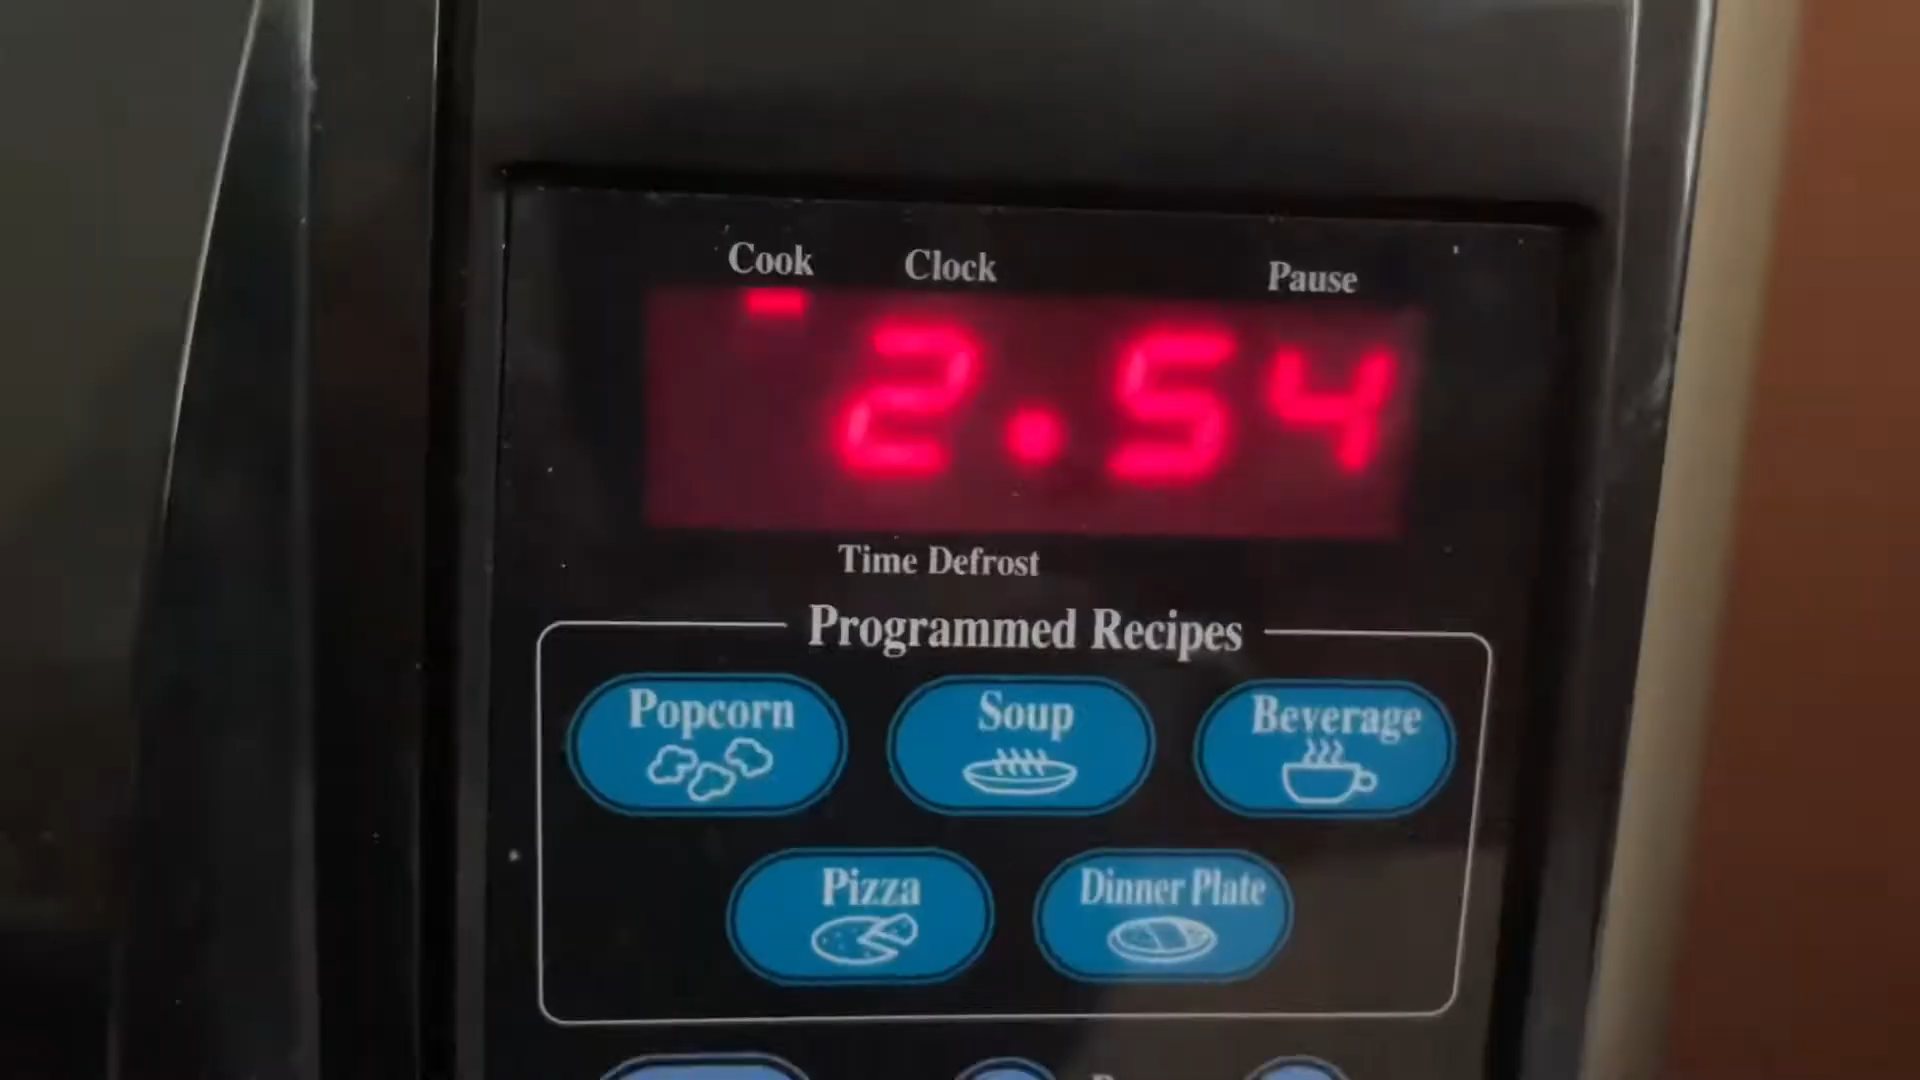 Cook Clock Pause
2.54
Time Defrost
Programmed Recipes
Popcorn Soup Beverage
Pizza Dinner Plate